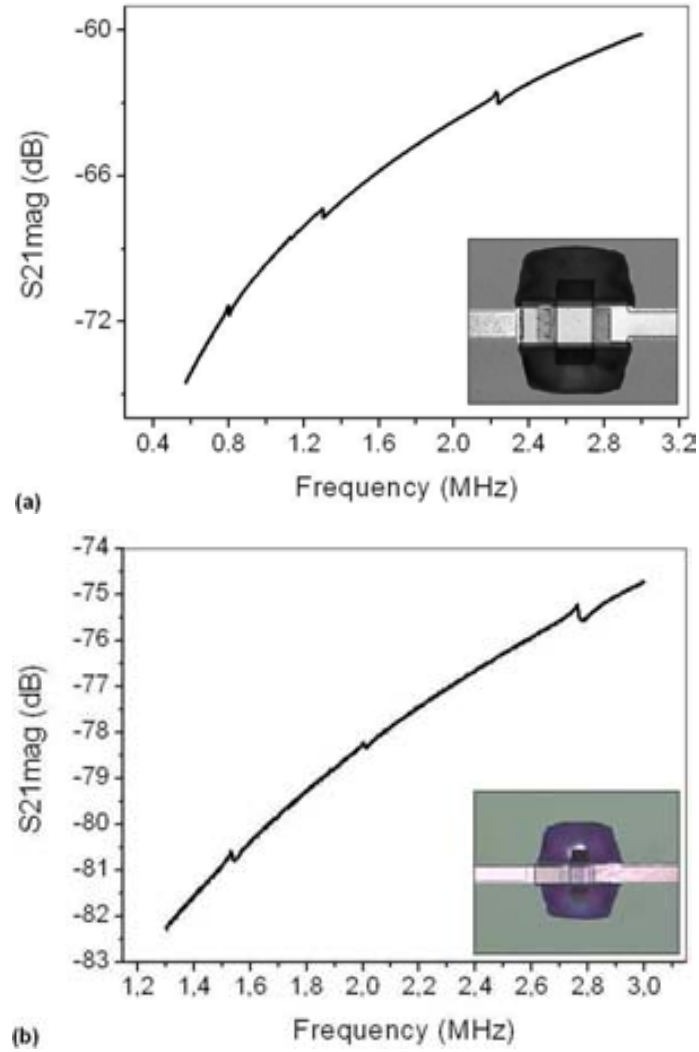 -60
-66
-72
S21mag (dB)
0.4 0.8 1.2 1.6 2.0 2.4 2.8 3.2
Frequency (MHz)
(a)
-74
-75
-76
-77
-78
-79
-80
-81
-82
-83
S21mag (dB)
1,2 1,4 1,6 1,8 2,0 2,2 2,4 2,6 2,8 3,0
Frequency (MHz)
(b)